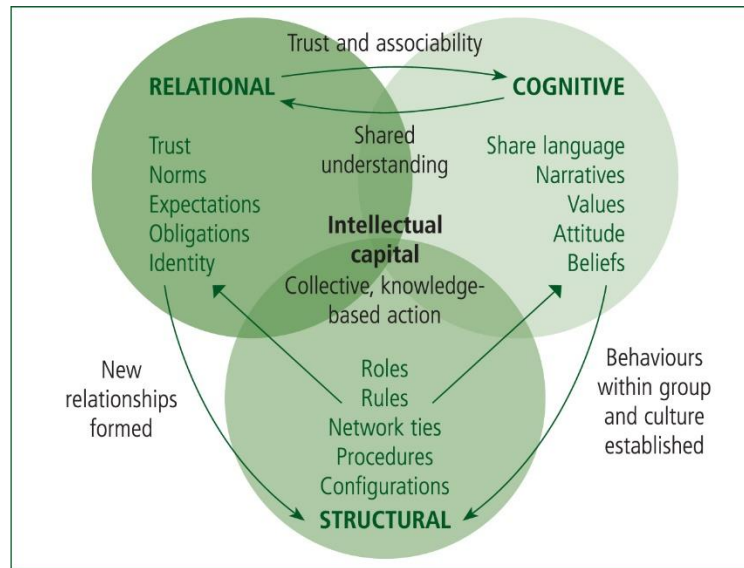 Trust and associability
RELATIONAL
COGNITIVE
Shared
understanding
Trust
Norms
Expectations
Obligations
Identity
Share language
Narratives
Values
Attitude
Beliefs
Intellectual
capital
Collective, knowledge-
based action
New
relationships
formed
Roles
Rules
Network ties
Procedures
Configurations
STRUCTURAL
Behaviours
within group
and culture
established